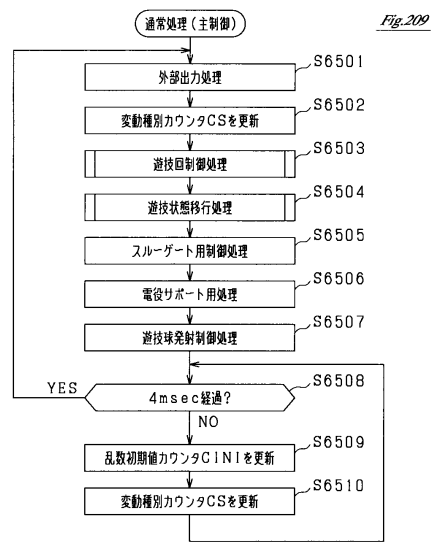 Fig.209
通常処理(主制御)
外部出力処理
S6501
変動種別カウンタCSを更新
S6502
遊技回制御処理
S6503
遊技状態移行処理
S6504
スルーゲート用制御処理
S6505
電役サポート用処理
S6506
遊技球発射制御処理
S6507
4msec経過?
S6508
YES
NO
乱数初期値カウンタCINIを更新
S6509
変動種別カウンタCSを更新
S6510